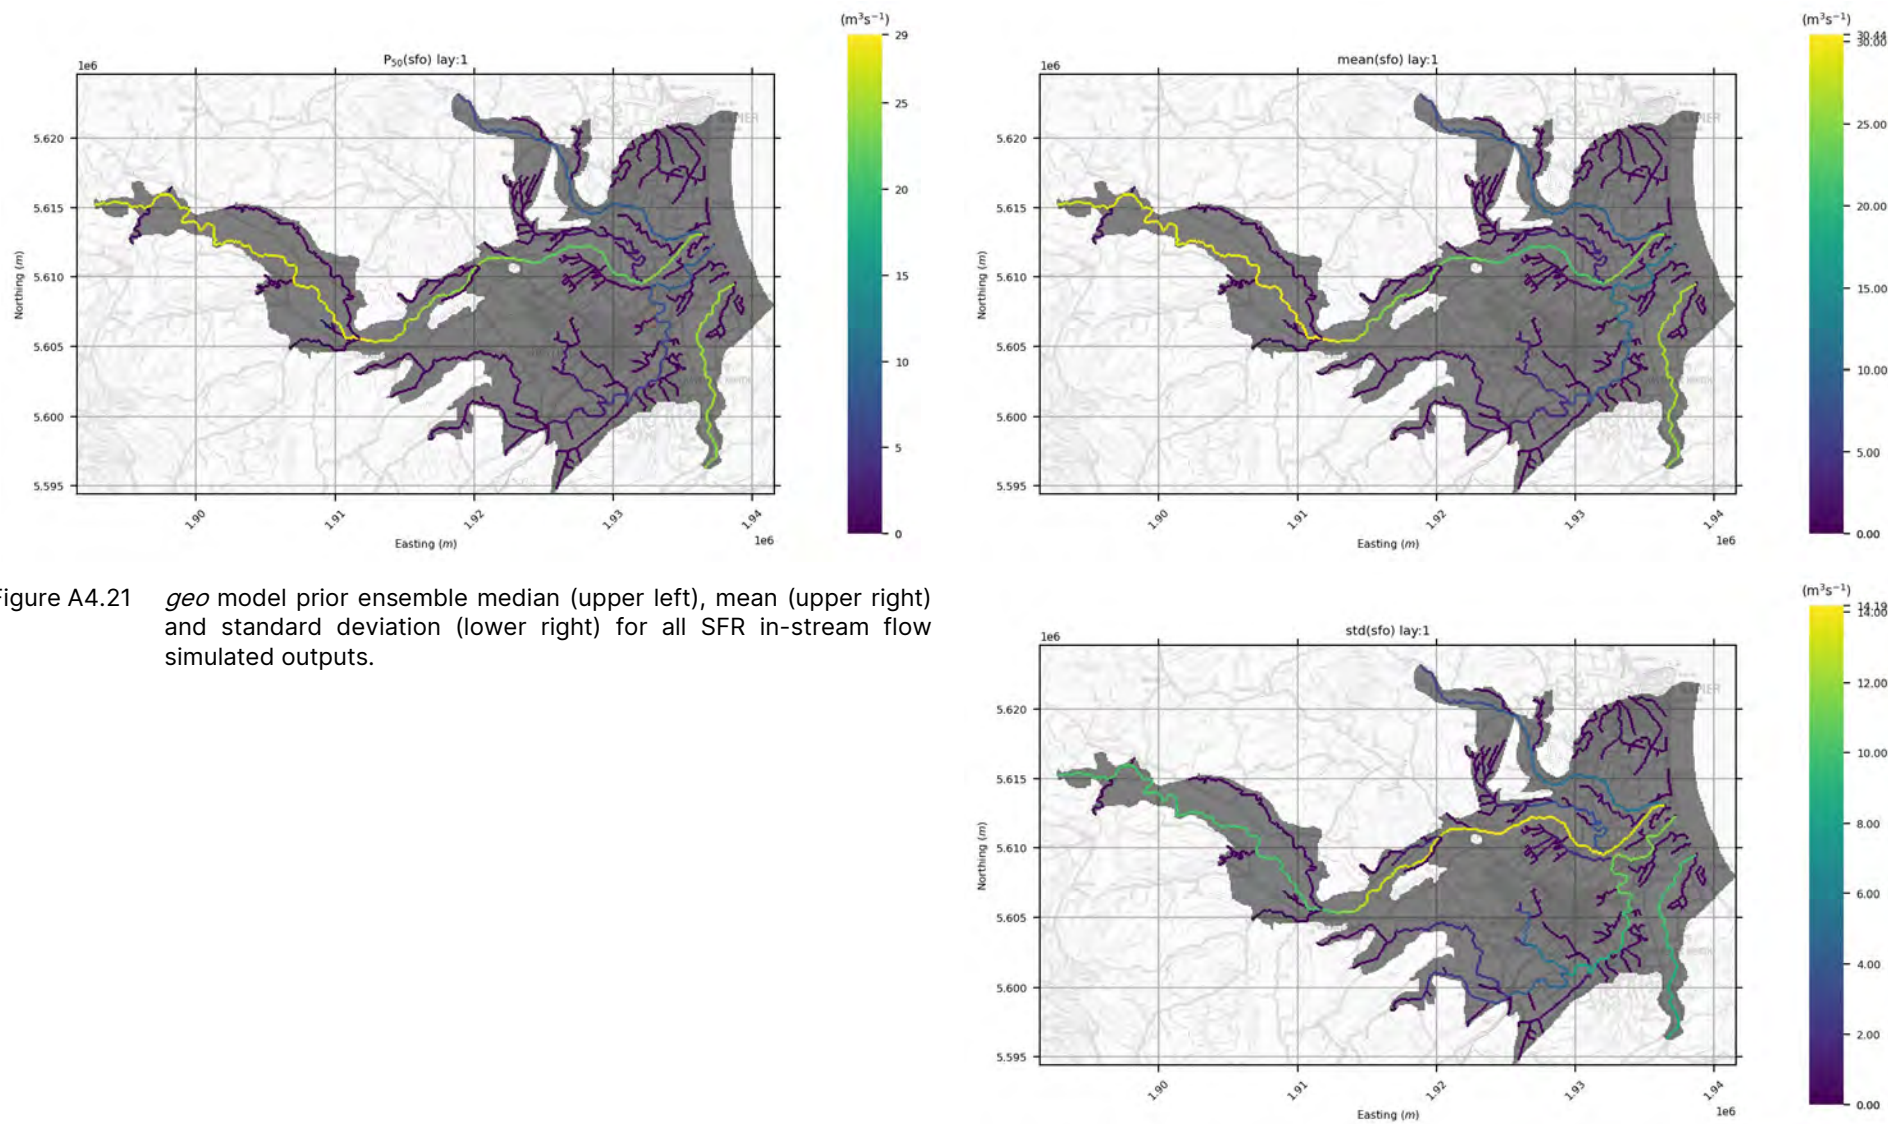 (m³s⁻¹)
P₅₀(sfo) lay:1
1e6
29
25
20
15
10
5
0
5.620
5.615
5.610
5.605
5.600
5.595
Northing (m)
1.90
1.91
1.92
1.93
1.94
1e6
Easting (m)
(m³s⁻¹)
mean(sfo) lay:1
1e6
30.44
30.00
25.00
20.00
15.00
10.00
5.00
0.00
5.620
5.615
5.610
5.605
5.600
5.595
Northing (m)
1.90
1.91
1.92
1.93
1.94
1e6
Easting (m)
igure A4.21 geo model prior ensemble median (upper left), mean (upper right)
and standard deviation (lower right) for all SFR in-stream flow
simulated outputs.
(m³s⁻¹)
std(sfo) lay:1
1e6
14.19
14.00
12.00
10.00
8.00
6.00
4.00
2.00
0.00
5.620
5.615
5.610
5.605
5.600
5.595
Northing (m)
1.90
1.91
1.92
1.93
1.94
1e6
Easting (m)